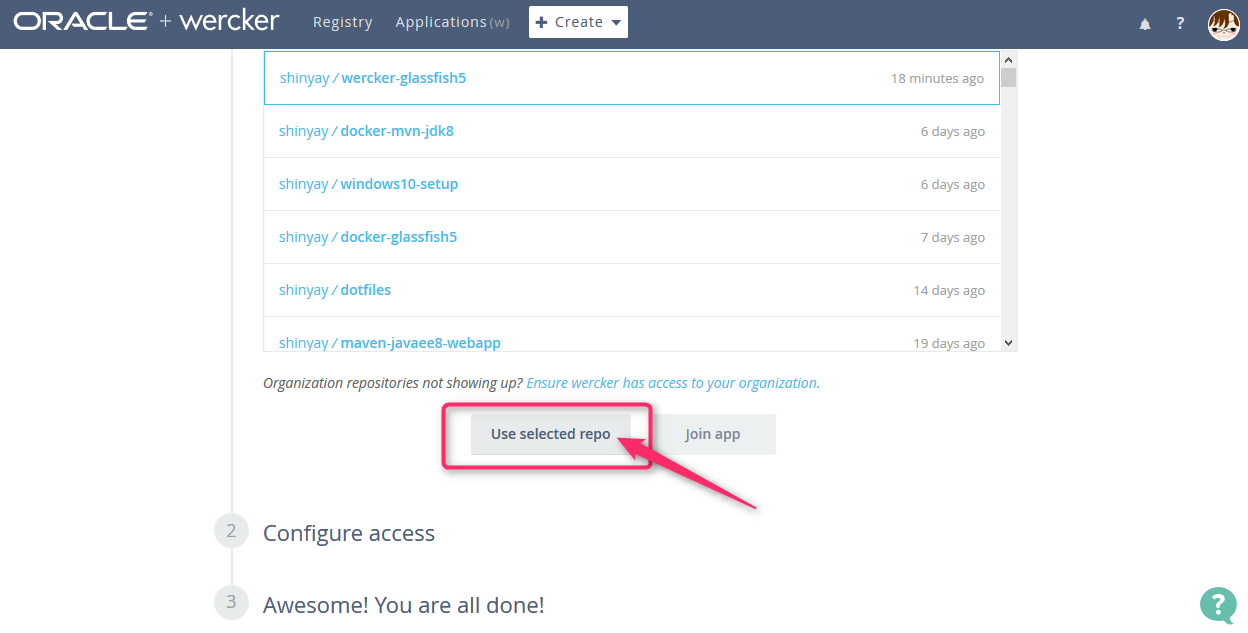 ORACLE® + wercker Registry Applications (w) + Create ?
shinyay / wercker-glassfish5 18 minutes ago
shinyay / docker-mvn-jdk8 6 days ago
shinyay / windows10-setup 6 days ago
shinyay / docker-glassfish5 7 days ago
shinyay / dotfiles 14 days ago
shinyay / maven-javaee8-webapp 19 days ago
Organization repositories not showing up? Ensure wercker has access to your organization.
Use selected repo Join app
2 Configure access
3 Awesome! You are all done!
?